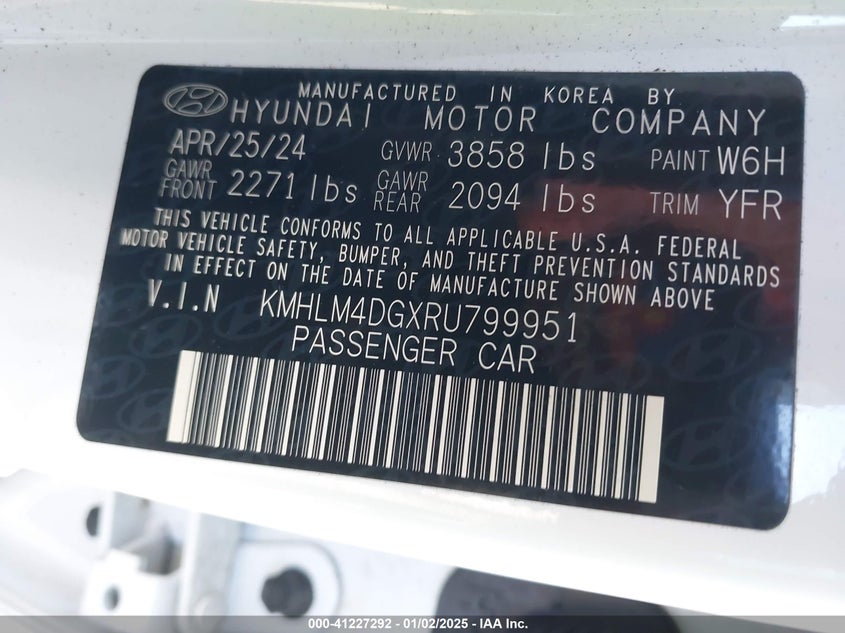 MANUFACTURED IN KOREA BY
HYUNDAI MOTOR COMPANY
APR/25/24 GVWR 3858 lbs PAINT W6H
GAWR FRONT 2271 lbs GAWR REAR 2094 lbs TRIM YFR
THIS VEHICLE CONFORMS TO ALL APPLICABLE U.S.A. FEDERAL
MOTOR VEHICLE SAFETY, BUMPER, AND THEFT PREVENTION STANDARDS
IN EFFECT ON THE DATE OF MANUFACTURE SHOWN ABOVE
V.I.N KMHLM4DGXRU799951
PASSENGER CAR
000-41227292 - 01/02/2025 - IAA Inc.